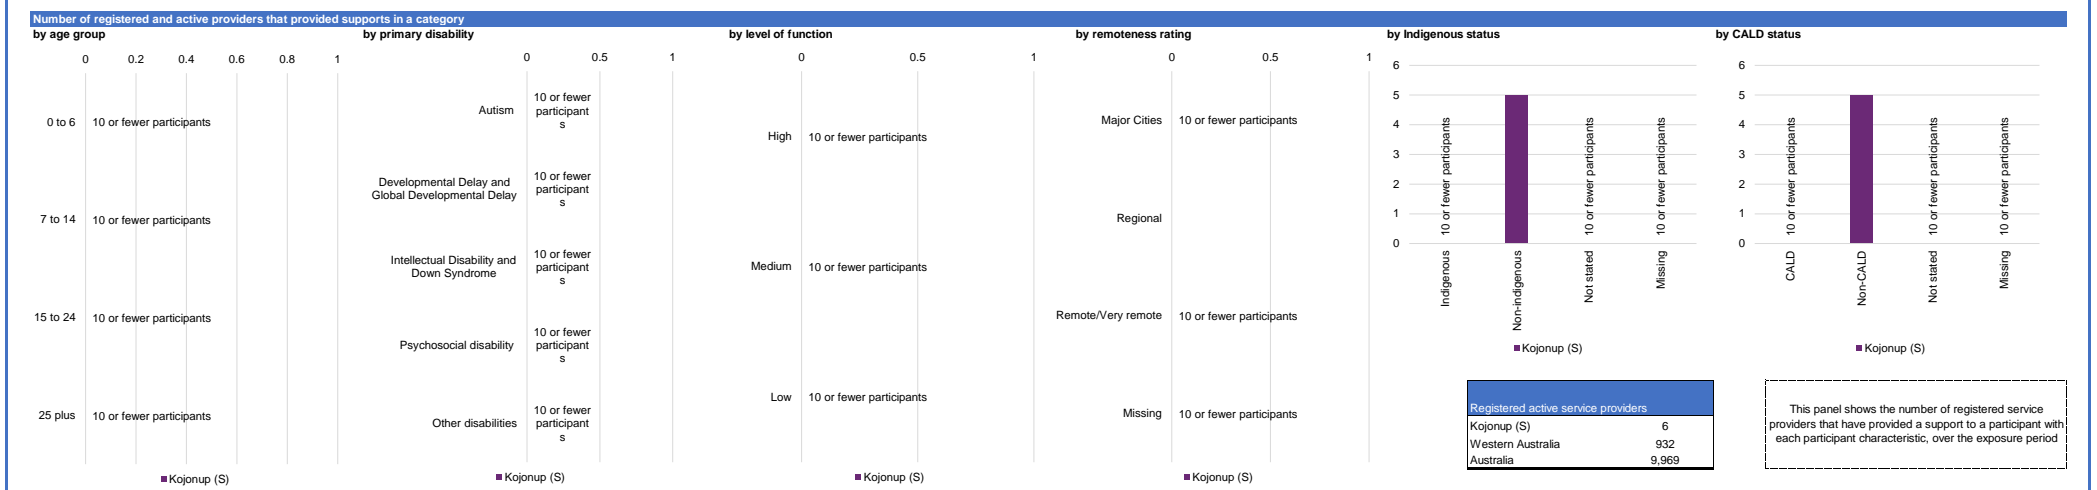 Number of registered and active providers that provided supports in a category
by age group
0 0.2 0.4 0.6 0.8 1
0 to 6 10 or fewer participants
7 to 14 10 or fewer participants
15 to 24 10 or fewer participants
25 plus 10 or fewer participants
Kojonup (S)
by primary disability
0 0.5 1
Autism
10 or fewer
participant
s
Developmental Delay and
Global Developmental Delay
10 or fewer
participant
s
Intellectual Disability and
Down Syndrome
10 or fewer
participant
s
Psychosocial disability
10 or fewer
participant
s
Other disabilities
10 or fewer
participant
s
Kojonup (S)
by level of function
0 0.5 1
High 10 or fewer participants
Medium 10 or fewer participants
Low 10 or fewer participants
Kojonup (S)
by remoteness rating
0 0.5 1
Major Cities 10 or fewer participants
Regional
Remote/Very remote 10 or fewer participants
Missing 10 or fewer participants
Kojonup (S)
by Indigenous status
6
5
4
3
2
1
0
10 or fewer participants
10 or fewer participants
10 or fewer participants
Indigenous
Non-indigenous
Not stated
Missing
Kojonup (S)
by CALD status
6
5
4
3
2
1
0
10 or fewer participants
10 or fewer participants
10 or fewer participants
CALD
Non-CALD
Not stated
Missing
Kojonup (S)
Registered active service providers
Kojonup (S) 6
Western Australia 932
Australia 9,969
This panel shows the number of registered service
providers that have provided a support to a participant with
each participant characteristic, over the exposure period